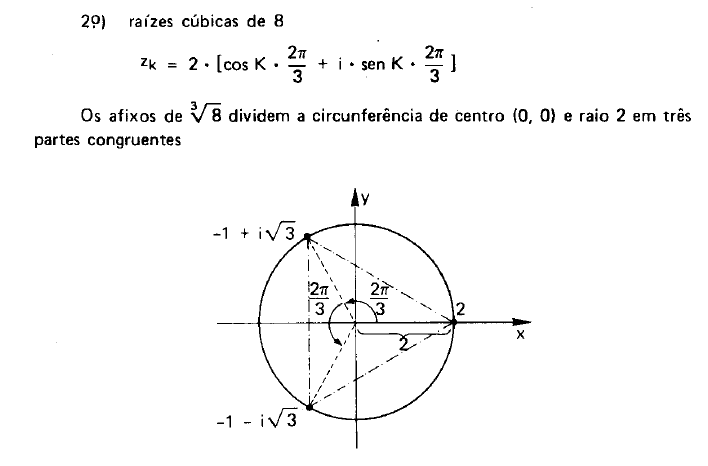 2º) raízes cúbicas de 8
zk = 2 · [cos K · 2π/3 + i · sen K · 2π/3 ]
Os afixos de ∛8 dividem a circunferência de centro (0, 0) e raio 2 em três
partes congruentes
y
-1 + i√3
2π/3 2π/3
2
x
2
-1 - i√3